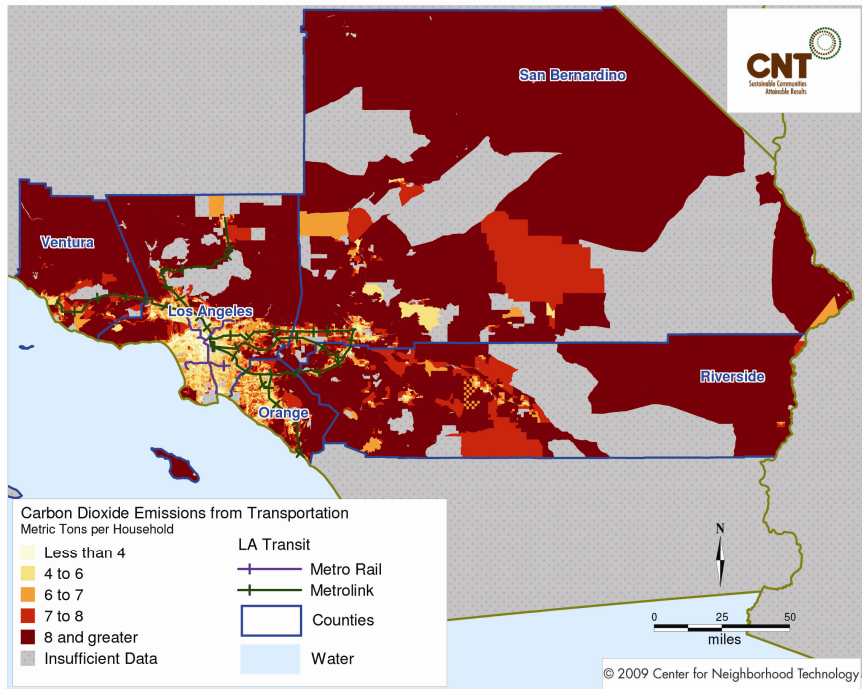 San Bernardino
CNT
Sustainable Communities
Attainable Results
Ventura
Los Angeles
Riverside
Orange
Carbon Dioxide Emissions from Transportation
Metric Tons per Household
Less than 4
4 to 6
6 to 7
7 to 8
8 and greater
Insufficient Data
LA Transit
Metro Rail
Metrolink
Counties
Water
N
0 25 50
miles
© 2009 Center for Neighborhood Technology